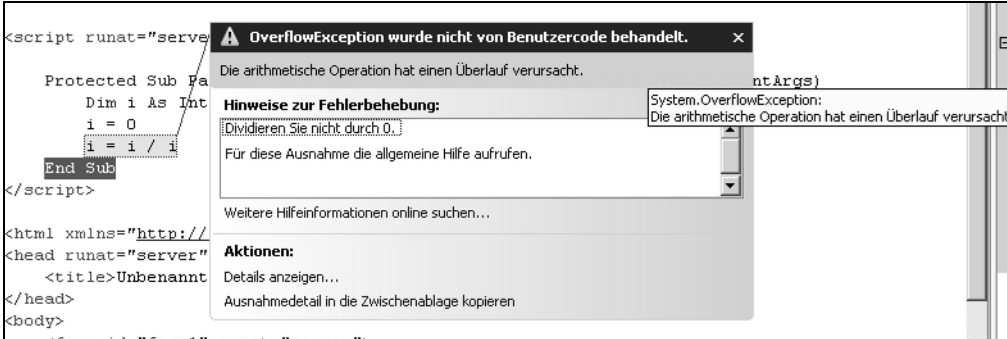 <script runat="serve
OverflowException wurde nicht von Benutzercode behandelt.
Die arithmetische Operation hat einen Überlauf verursacht.
Protected Sub Pa
ntArgs)
Dim i As Int
Hinweise zur Fehlerbehebung:
System.OverflowException:
Die arithmetische Operation hat einen Überlauf verursacht
i = 0
Dividieren Sie nicht durch 0.
i = i / i
Für diese Ausnahme die allgemeine Hilfe aufrufen.
End Sub
</script>
Weitere Hilfeinformationen online suchen...
<html xmlns="http://
<head runat="server"
Aktionen:
<title>Unbenannt
Details anzeigen...
</head>
Ausnahmedetail in die Zwischenablage kopieren
<body>